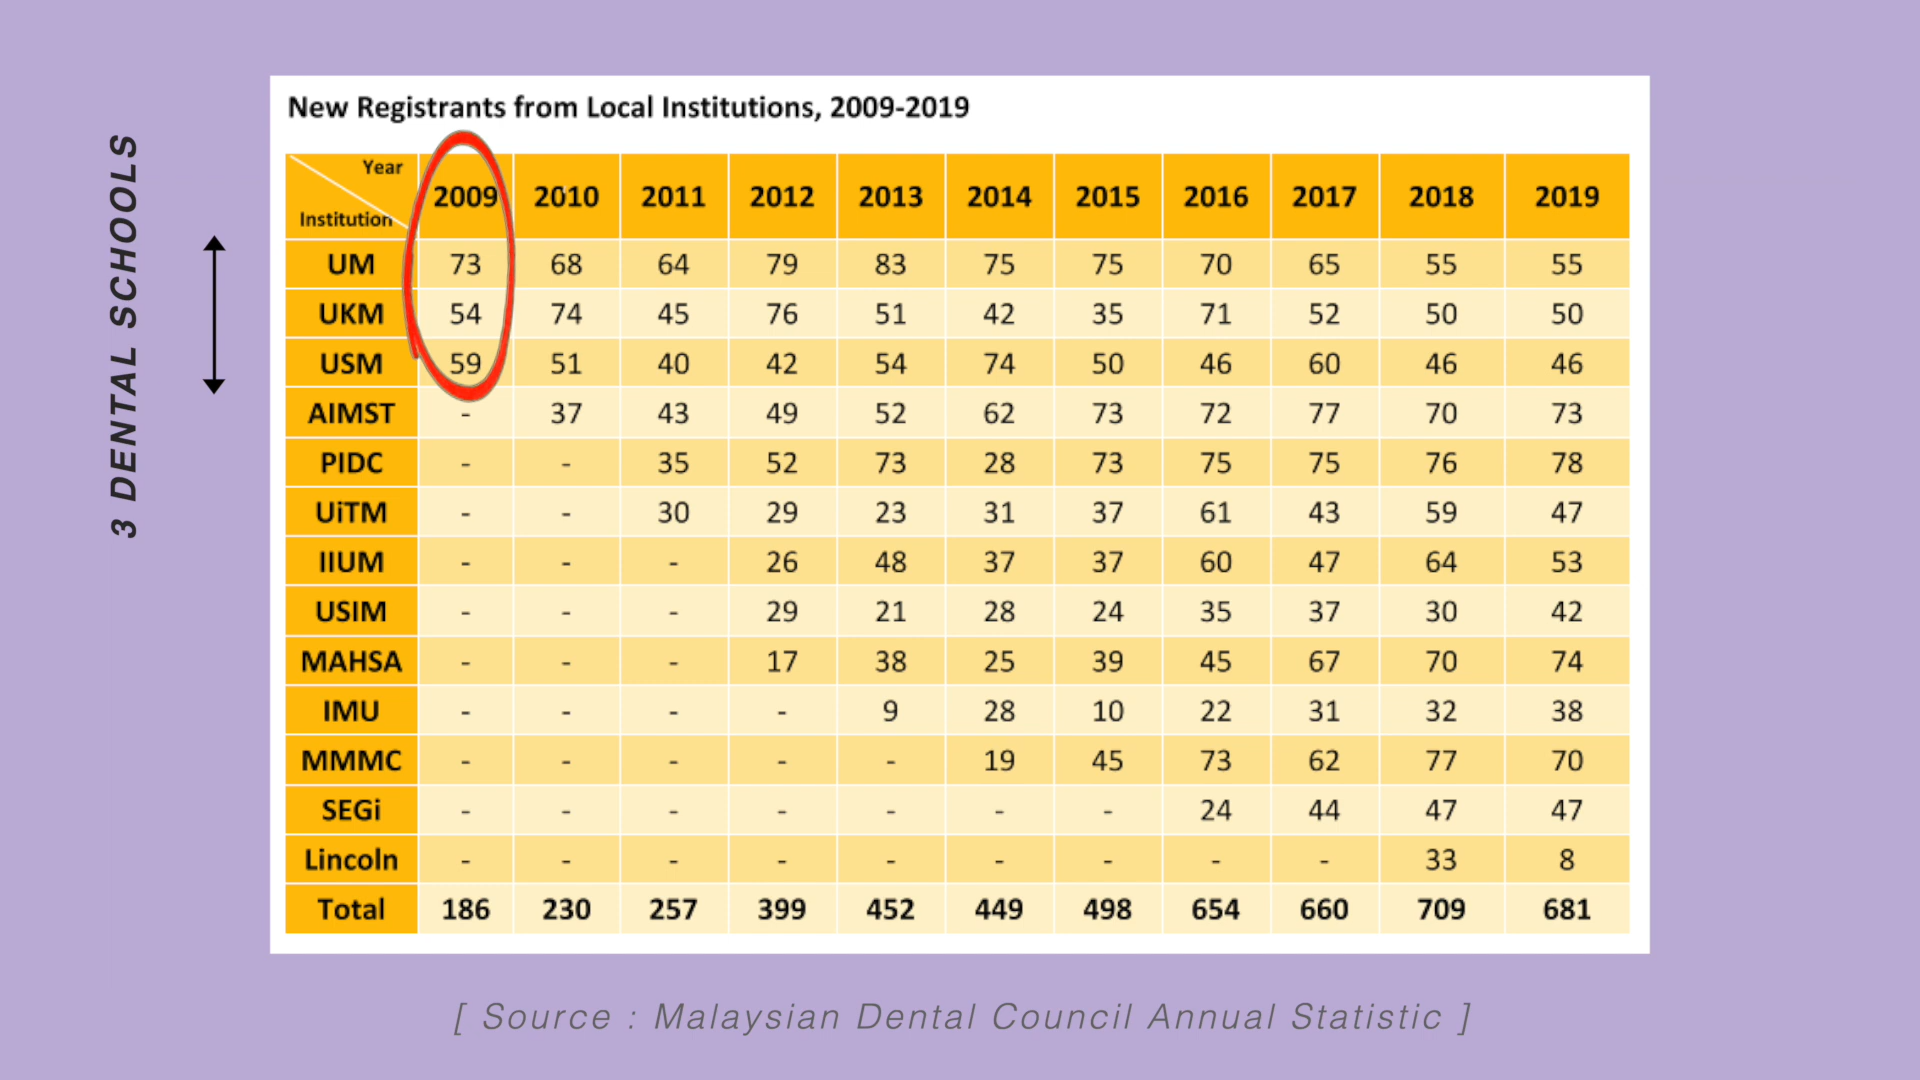 3 DENTAL SCHOOLS
New Registrants from Local Institutions, 2009-2019
Year
Institution
2009 2010 2011 2012 2013 2014 2015 2016 2017 2018 2019
UM 73 68 64 79 83 75 75 70 65 55 55
UKM 54 74 45 76 51 42 35 71 52 50 50
USM 59 51 40 42 54 74 50 46 60 46 46
AIMST - 37 43 49 52 62 73 72 77 70 73
PIDC - - 35 52 73 28 73 75 75 76 78
UiTM - - 30 29 23 31 37 61 43 59 47
IIUM - - - 26 48 37 37 60 47 64 53
USIM - - - 29 21 28 24 35 37 30 42
MAHSA - - - 17 38 25 39 45 67 70 74
IMU - - - - 9 28 10 22 31 32 38
MMMC - - - - - 19 45 73 62 77 70
SEGi - - - - - - - 24 44 47 47
Lincoln - - - - - - - - - 33 8
Total 186 230 257 399 452 449 498 654 660 709 681
[ Source : Malaysian Dental Council Annual Statistic ]